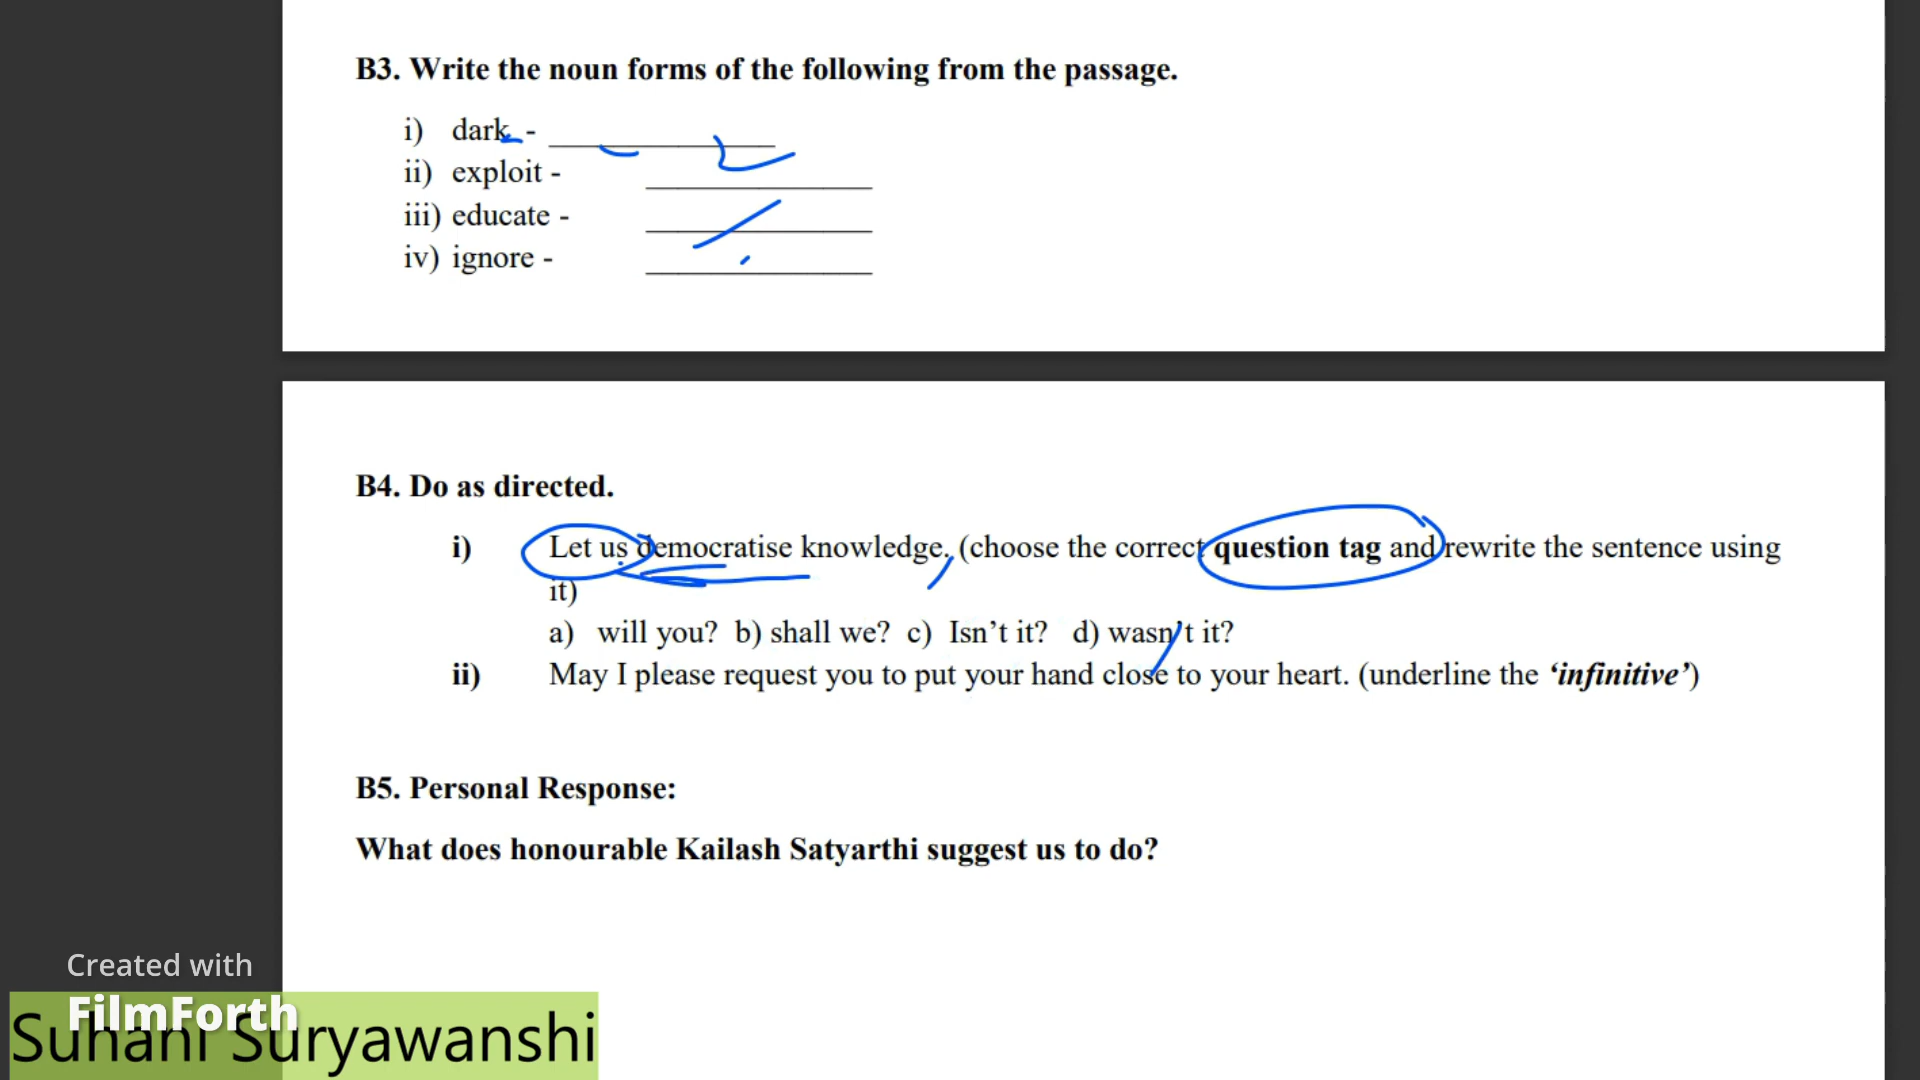 B3. Write the noun forms of the following from the passage.
i) dark - _______________
ii) exploit - _______________
iii) educate - _______________
iv) ignore - _______________
B4. Do as directed.
i) Let us democratise knowledge. (choose the correct question tag and rewrite the sentence using
it)
a) will you? b) shall we? c) Isn’t it? d) wasn’t it?
ii) May I please request you to put your hand close to your heart. (underline the ‘infinitive’)
B5. Personal Response:
What does honourable Kailash Satyarthi suggest us to do?
Created with
FilmForth
Suhani Suryawanshi